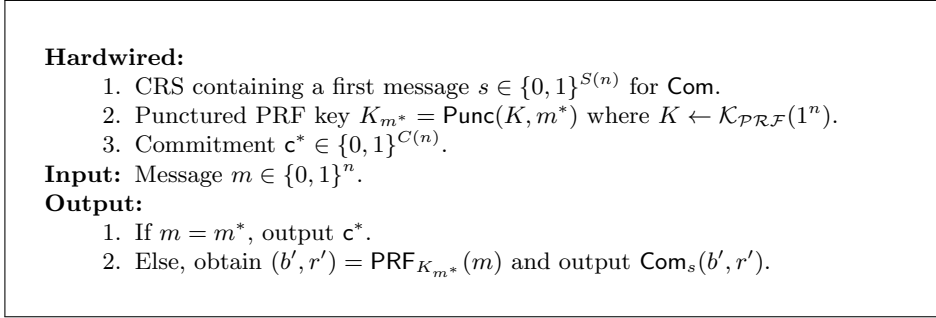 Hardwired:
1. CRS containing a first message s ∈ {0, 1}^{S(n)} for Com.
2. Punctured PRF key K_{m*} = Punc(K, m*) where K ← 𝒦_{𝒫ℛℱ}(1^n).
3. Commitment c* ∈ {0, 1}^{C(n)}.
Input: Message m ∈ {0, 1}^n.
Output:
1. If m = m*, output c*.
2. Else, obtain (b′, r′) = PRF_{K_{m*}}(m) and output Com_s(b′, r′).